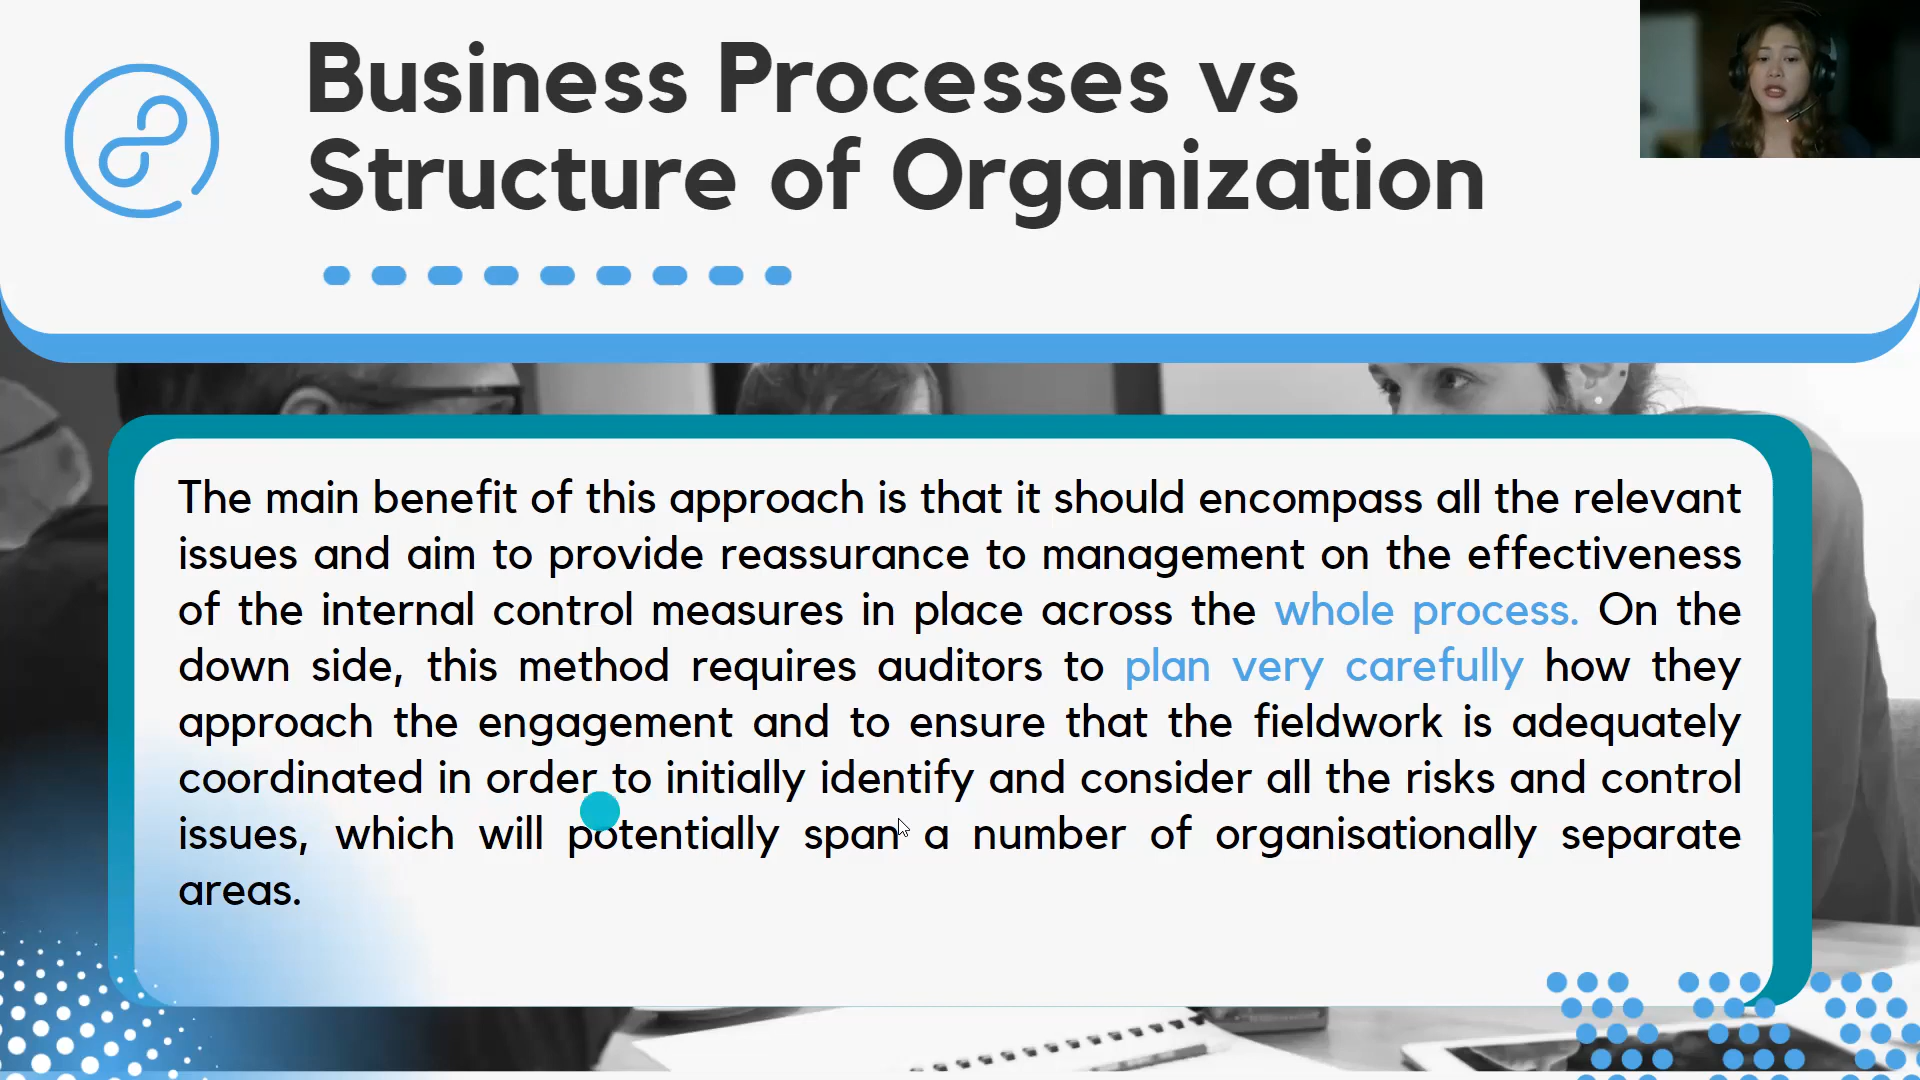 Business Processes vs
Structure of Organization
The main benefit of this approach is that it should encompass all the relevant
issues and aim to provide reassurance to management on the effectiveness
of the internal control measures in place across the whole process. On the
down side, this method requires auditors to plan very carefully how they
approach the engagement and to ensure that the fieldwork is adequately
coordinated in order to initially identify and consider all the risks and control
issues, which will potentially span a number of organisationally separate
areas.